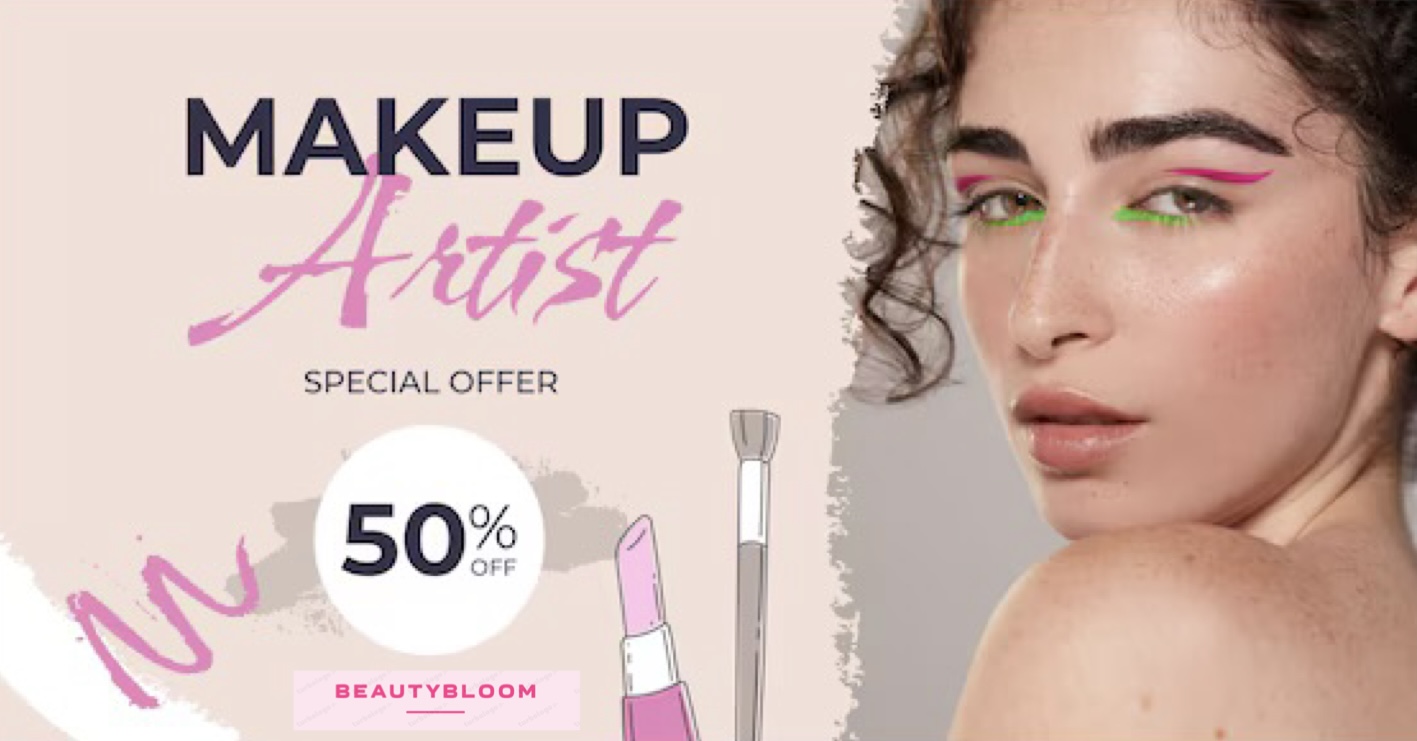 MAKEUP
Artist
SPECIAL OFFER
50%
OFF
BEAUTYBLOOM